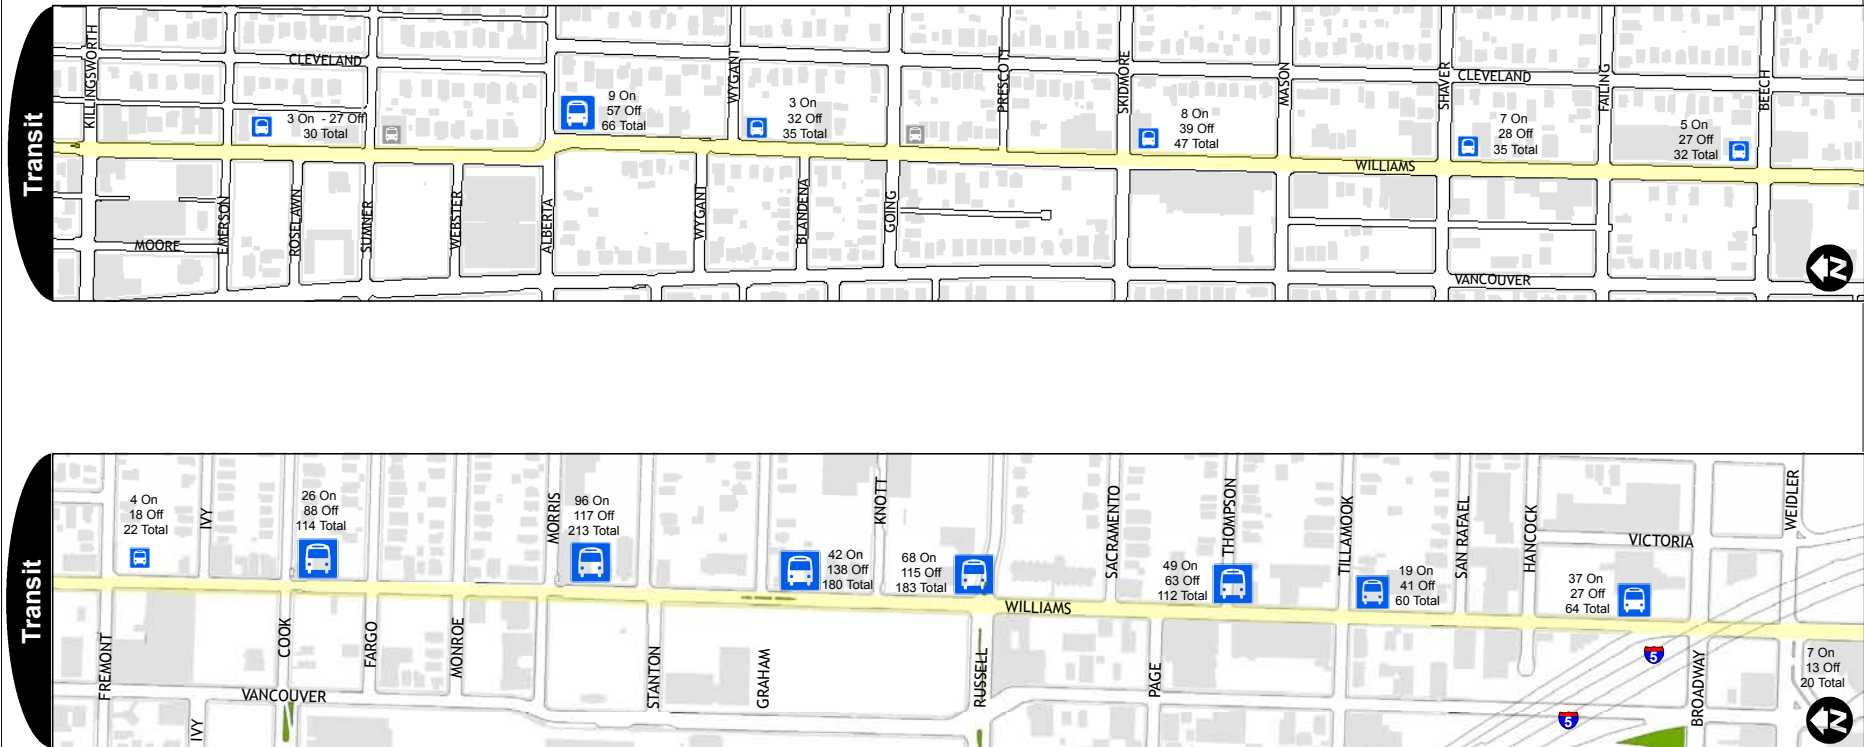 Transit
KILLINGSWORTH
CLEVELAND
WYGANT
PRESCOTT
SKIDMORE
MASON
SHAVER
CLEVELAND
FAILING
BEECH
3 On - 27 Off
30 Total
9 On
57 Off
66 Total
3 On
32 Off
35 Total
8 On
39 Off
47 Total
7 On
28 Off
35 Total
5 On
27 Off
32 Total
WILLIAMS
MOORE
EMERSON
ROSELAWN
SUMNER
WEBSTER
ALBERTA
WYGANT
BLANDENA
GOING
VANCOUVER
N
Transit
4 On
18 Off
22 Total
IVY
26 On
88 Off
114 Total
MORRIS
96 On
117 Off
213 Total
42 On
138 Off
180 Total
KNOTT
68 On
115 Off
183 Total
SACRAMENTO
49 On
63 Off
112 Total
THOMPSON
TILLAMOOK
19 On
41 Off
60 Total
SAN RAFAEL
HANCOCK
37 On
27 Off
64 Total
VICTORIA
WEIDLER
WILLIAMS
FREMONT
IVY
COOK
VANCOUVER
FARGO
MONROE
STANTON
GRAHAM
RUSSELL
PAGE
5
5
BROADWAY
7 On
13 Off
20 Total
N